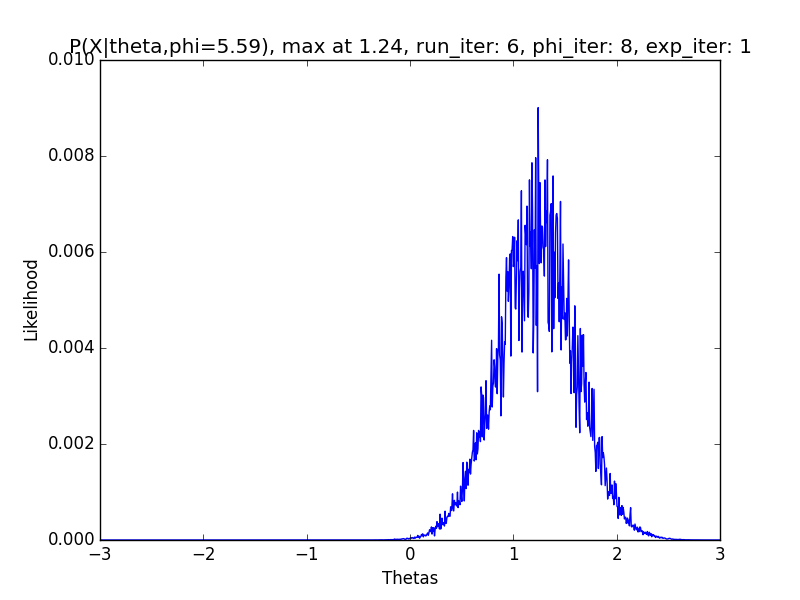 P(X|theta,phi=5.59), max at 1.24, run_iter: 6, phi_iter: 8, exp_iter: 1
0.010
0.008
0.006
0.004
0.002
0.000
Likelihood
−3 −2 −1 0 1 2 3
Thetas